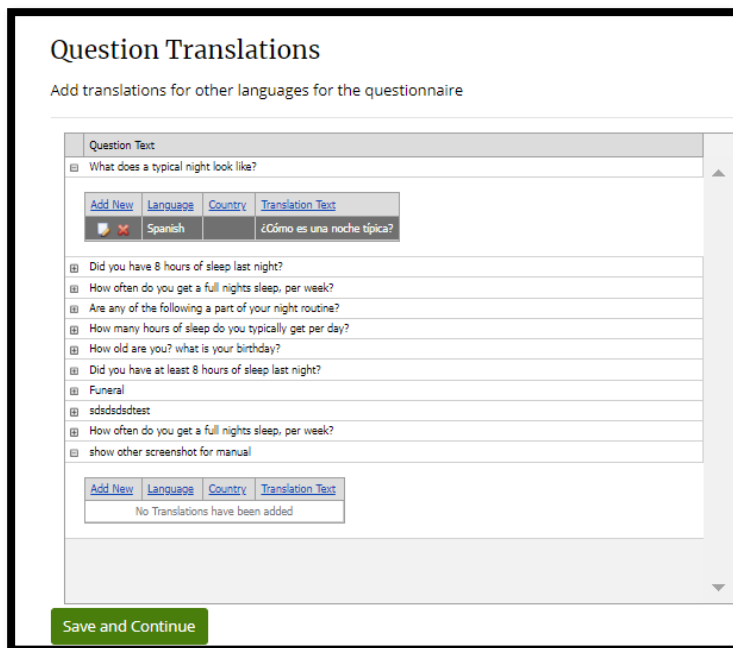 Question Translations
Add translations for other languages for the questionnaire
Question Text
What does a typical night look like?
Add New Language Country Translation Text
Spanish ¿Cómo es una noche típica?
Did you have 8 hours of sleep last night?
How often do you get a full nights sleep, per week?
Are any of the following a part of your night routine?
How many hours of sleep do you typically get per day?
How old are you? what is your birthday?
Did you have at least 8 hours of sleep last night?
Funeral
sdsdsdsdtest
How often do you get a full nights sleep, per week?
show other screenshot for manual
Add New Language Country Translation Text
No Translations have been added
Save and Continue